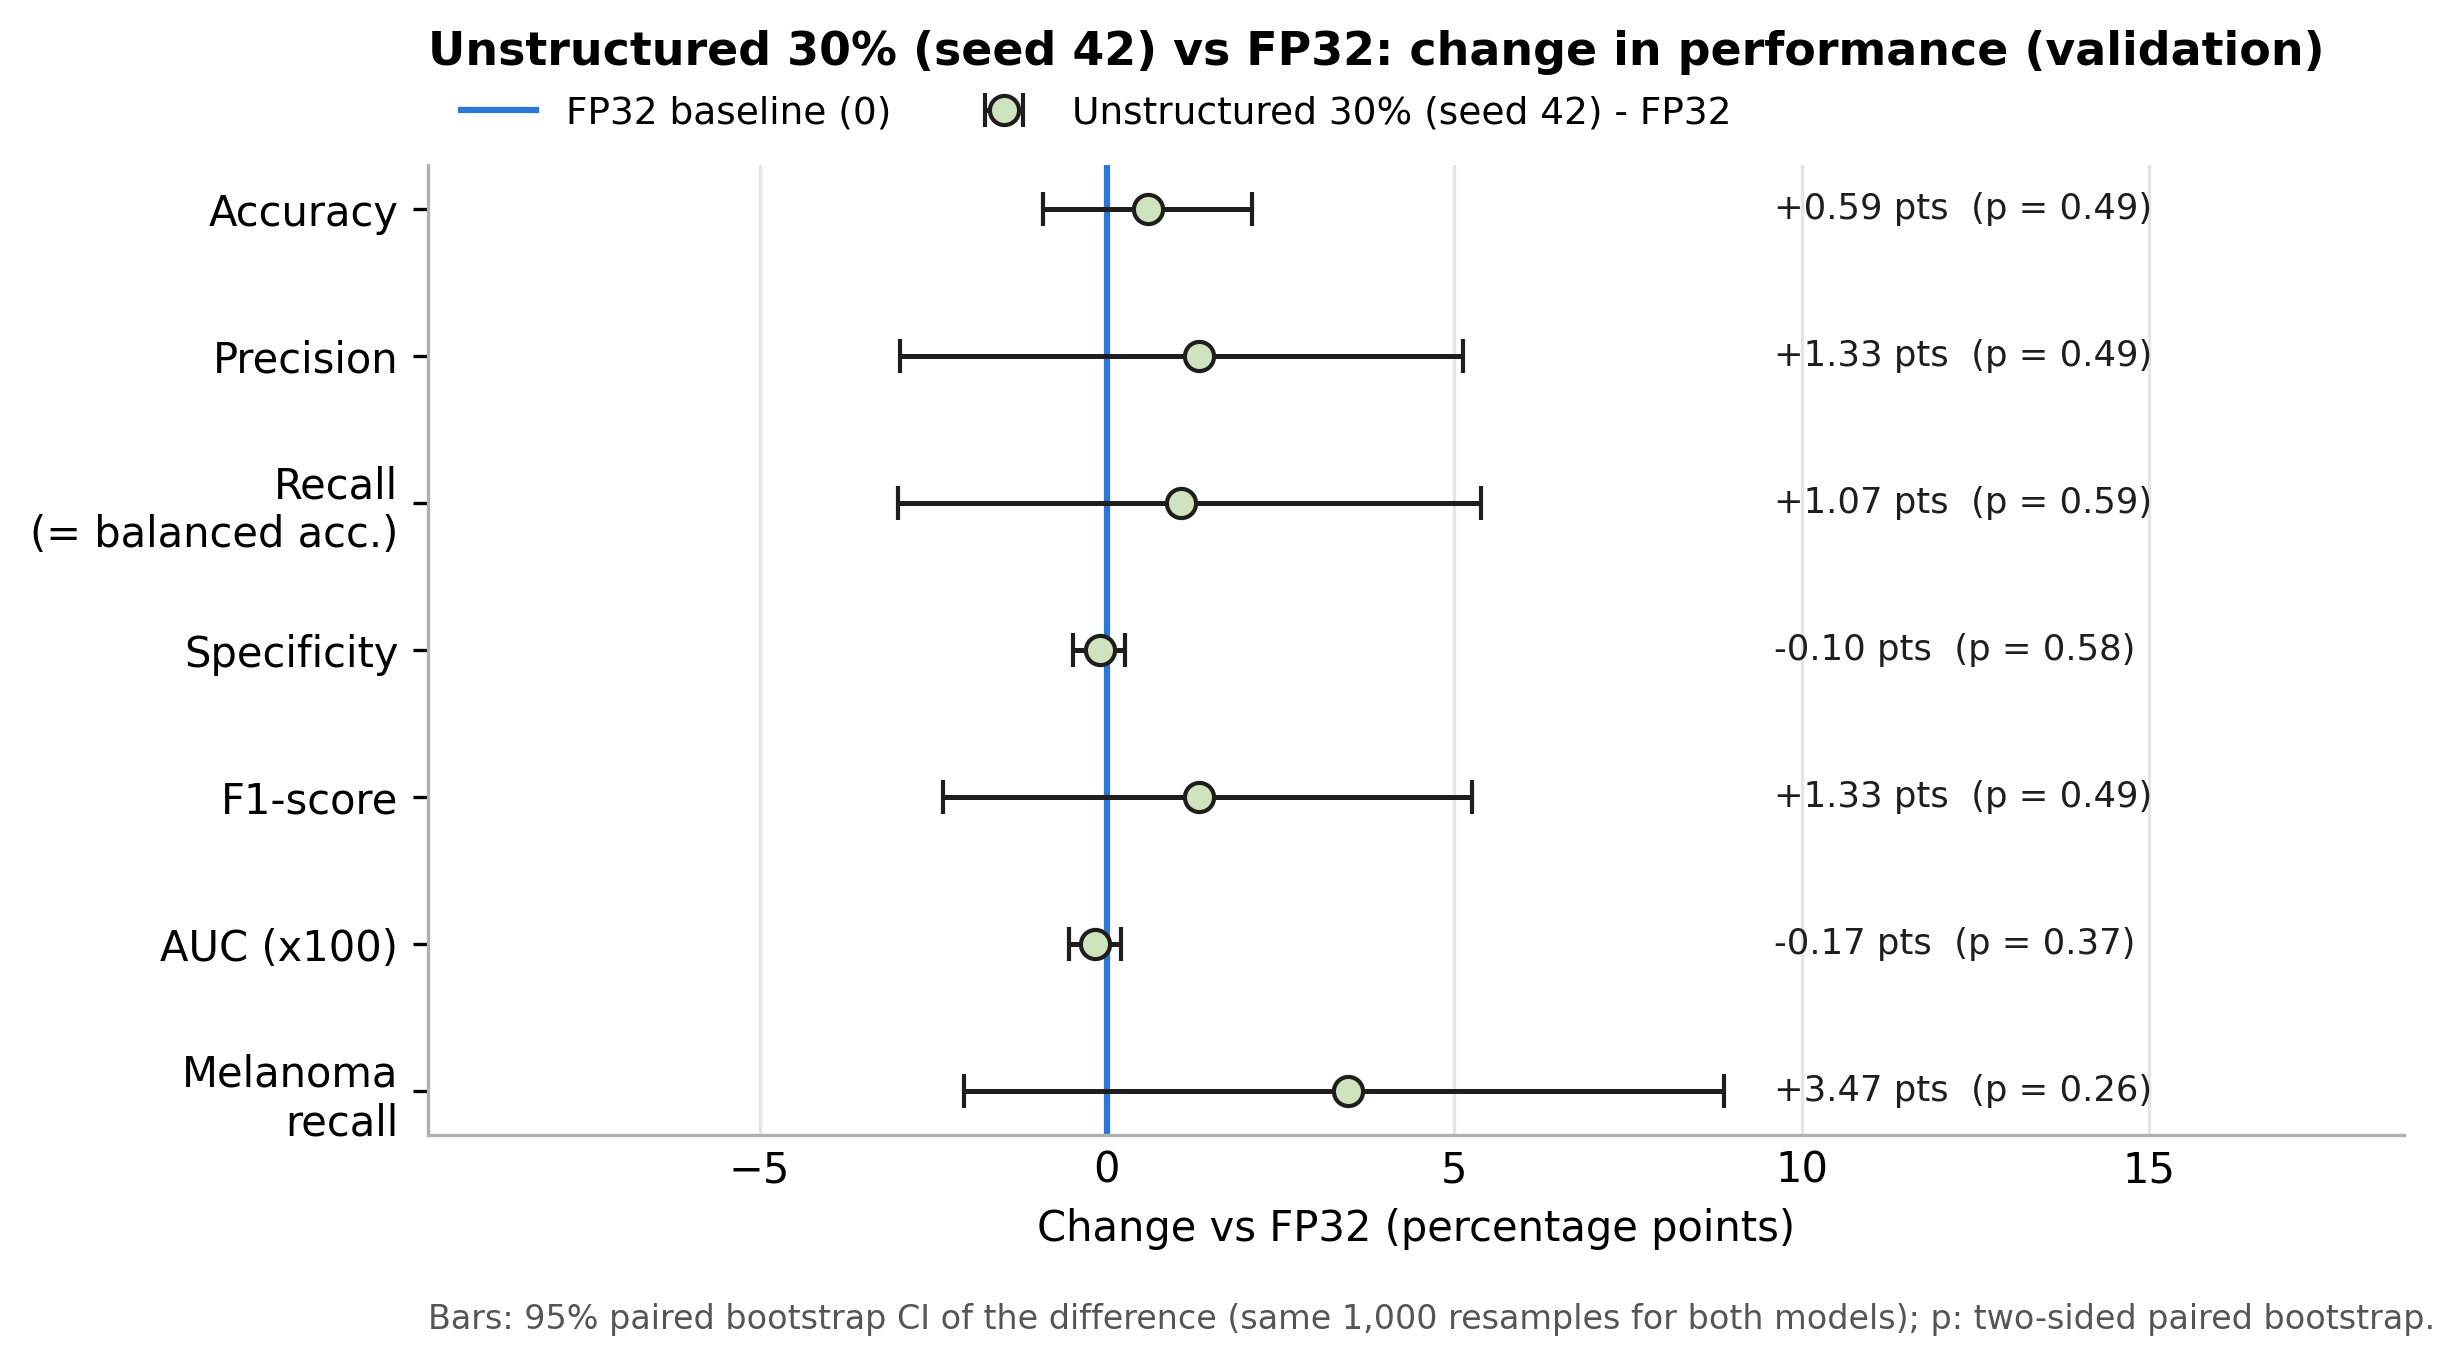 Unstructured 30% (seed 42) vs FP32: change in performance (validation)
FP32 baseline (0)
Unstructured 30% (seed 42) - FP32
Accuracy
+0.59 pts  (p = 0.49)
Precision
+1.33 pts  (p = 0.49)
Recall
(= balanced acc.)
+1.07 pts  (p = 0.59)
Specificity
-0.10 pts  (p = 0.58)
F1-score
+1.33 pts  (p = 0.49)
AUC (x100)
-0.17 pts  (p = 0.37)
Melanoma
recall
+3.47 pts  (p = 0.26)
−5 0 5 10 15
Change vs FP32 (percentage points)
Bars: 95% paired bootstrap CI of the difference (same 1,000 resamples for both models); p: two-sided paired bootstrap.